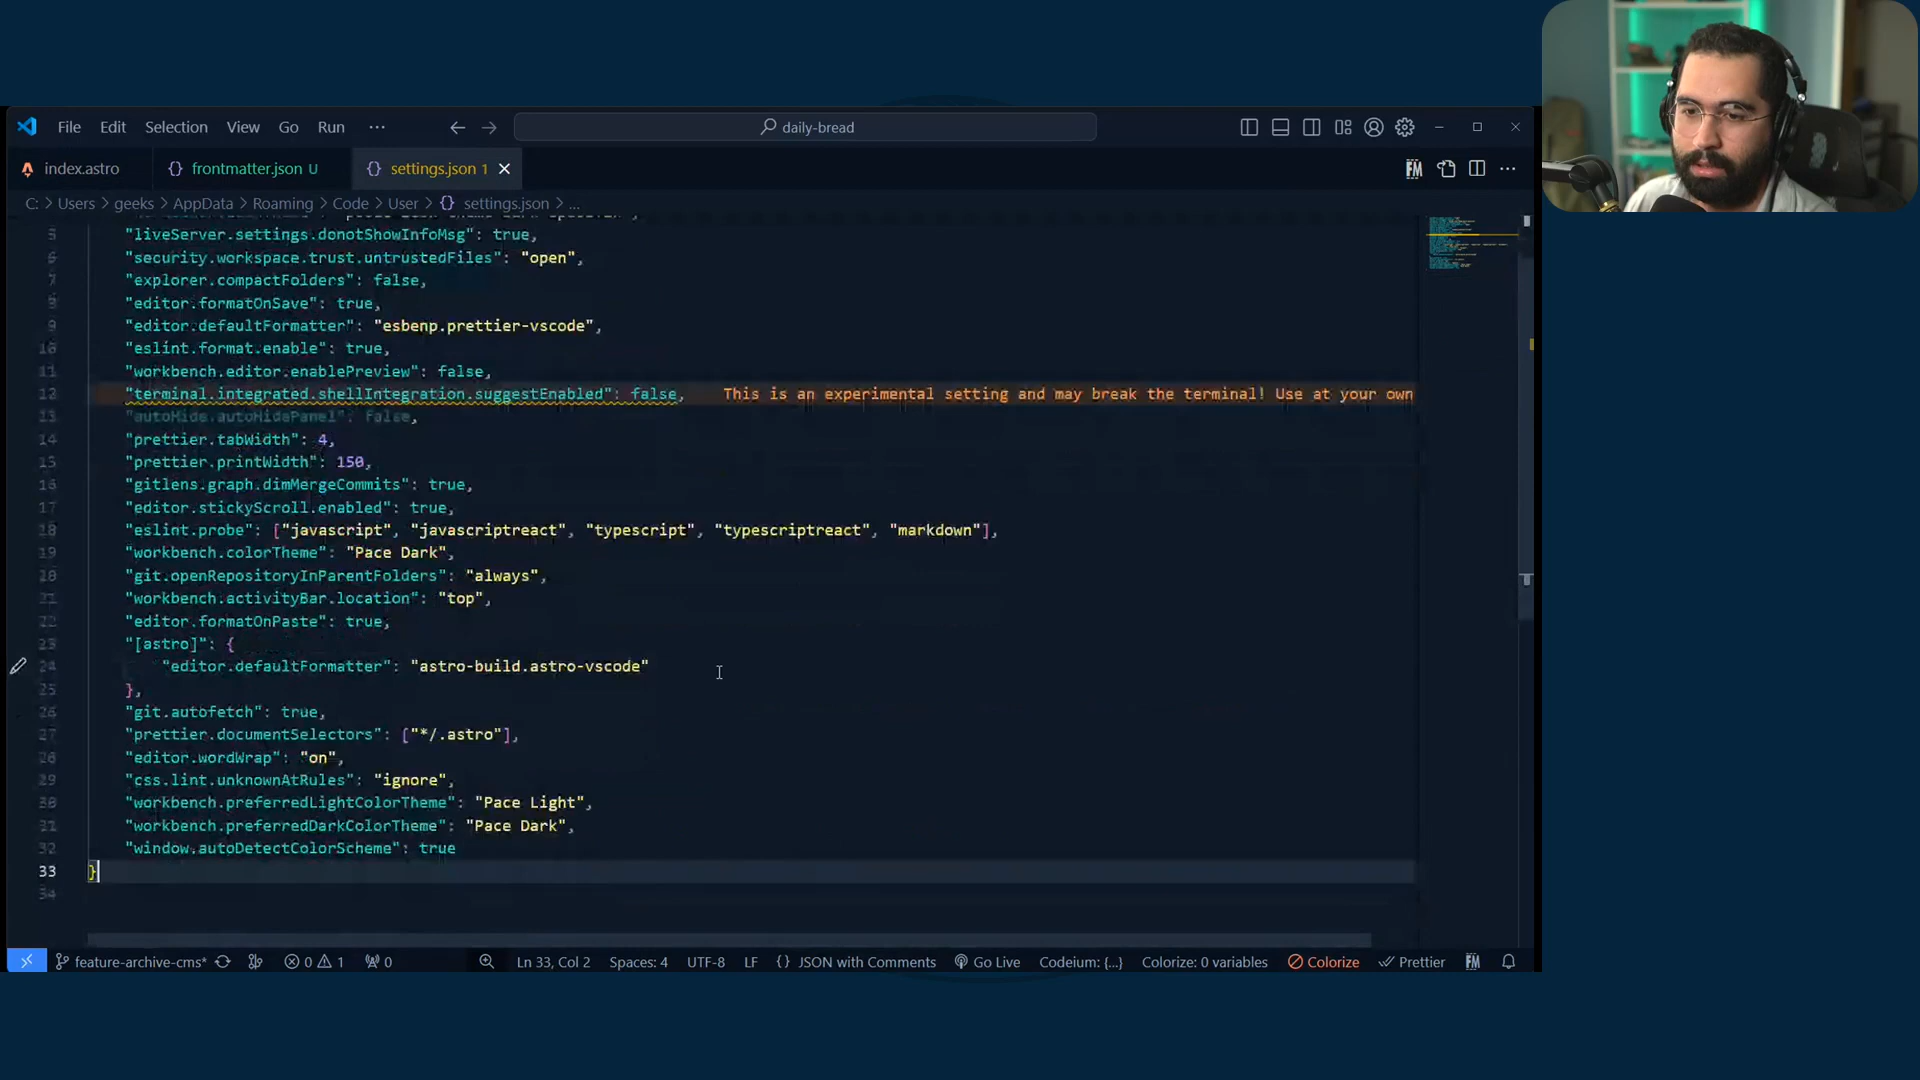 File Edit Selection View Go Run ··· daily-bread
index.astro {} frontmatter.json U {} settings.json 1
C: > Users > geeks > AppData > Roaming > Code > User > {} settings.json > ...
5 "liveServer.settings.donotShowInfoMsg": true,
6 "security.workspace.trust.untrustedFiles": "open",
7 "explorer.compactFolders": false,
8 "editor.formatOnSave": true,
9 "editor.defaultFormatter": "esbenp.prettier-vscode",
10 "eslint.format.enable": true,
11 "workbench.editor.enablePreview": false,
12 "terminal.integrated.shellIntegration.suggestEnabled": false, This is an experimental setting and may break the terminal! Use at your own
13 "autoHide.autoHidePanel": false,
14 "prettier.tabWidth": 4,
15 "prettier.printWidth": 150,
16 "gitlens.graph.dimMergeCommits": true,
17 "editor.stickyScroll.enabled": true,
18 "eslint.probe": ["javascript", "javascriptreact", "typescript", "typescriptreact", "markdown"],
19 "workbench.colorTheme": "Pace Dark",
20 "git.openRepositoryInParentFolders": "always",
21 "workbench.activityBar.location": "top",
22 "editor.formatOnPaste": true,
23 "[astro]": {
24 "editor.defaultFormatter": "astro-build.astro-vscode"
25 },
26 "git.autofetch": true,
27 "prettier.documentSelectors": ["*/.astro"],
28 "editor.wordWrap": "on",
29 "css.lint.unknownAtRules": "ignore",
30 "workbench.preferredLightColorTheme": "Pace Light",
31 "workbench.preferredDarkColorTheme": "Pace Dark",
32 "window.autoDetectColorScheme": true
33 }
34
feature-archive-cms* 0 1 0 Ln 33, Col 2 Spaces: 4 UTF-8 LF {} JSON with Comments Go Live Codeium: {...} Colorize: 0 variables Colorize Prettier FM